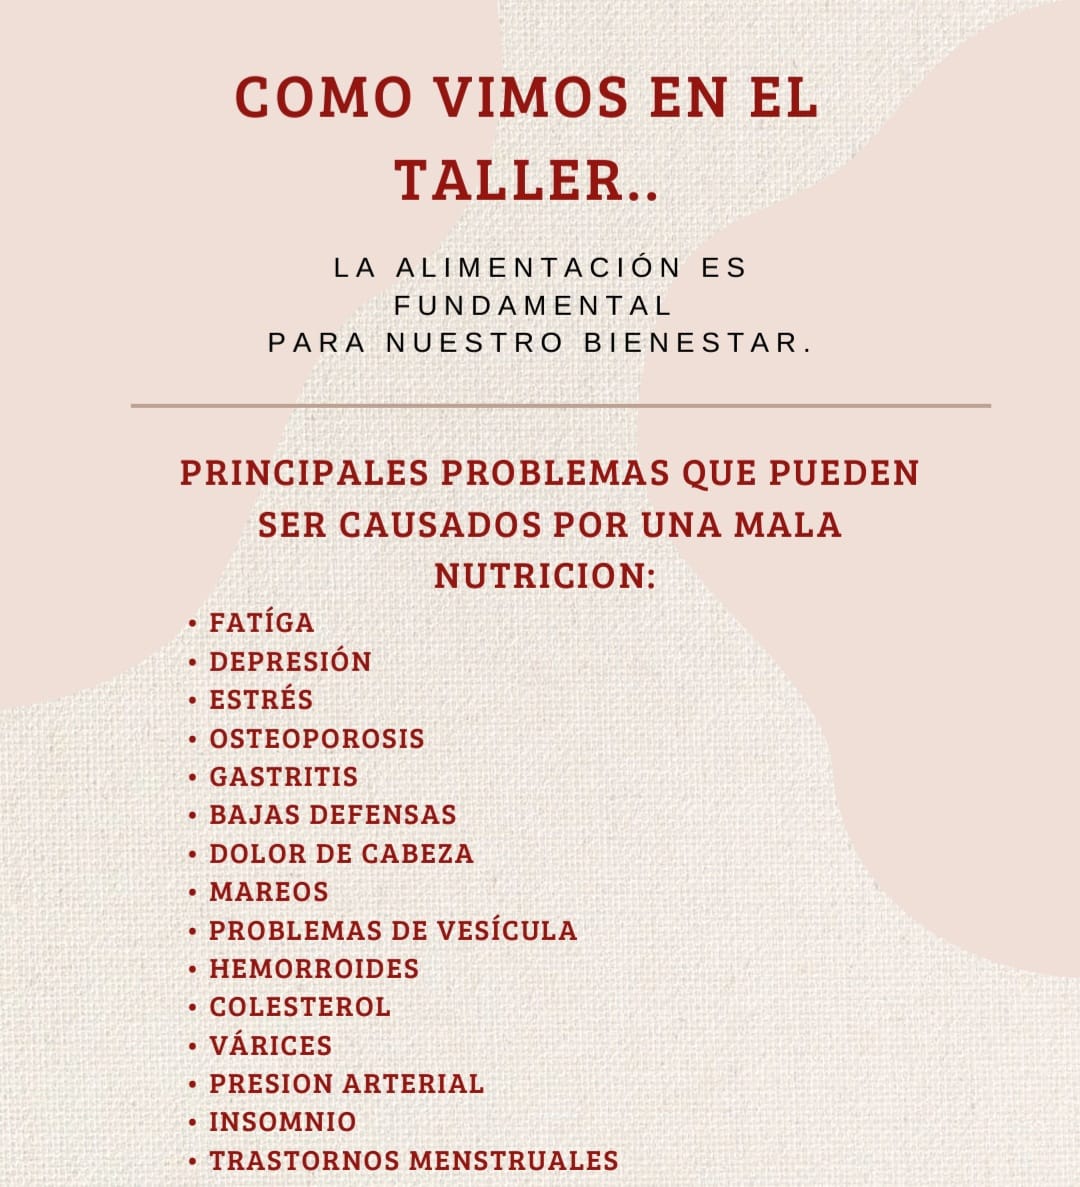 COMO VIMOS EN EL
TALLER..
LA ALIMENTACIÓN ES
FUNDAMENTAL
PARA NUESTRO BIENESTAR.
PRINCIPALES PROBLEMAS QUE PUEDEN
SER CAUSADOS POR UNA MALA
NUTRICION:
• FATÍGA
• DEPRESIÓN
• ESTRÉS
• OSTEOPOROSIS
• GASTRITIS
• BAJAS DEFENSAS
• DOLOR DE CABEZA
• MAREOS
• PROBLEMAS DE VESÍCULA
• HEMORROIDES
• COLESTEROL
• VÁRICES
• PRESION ARTERIAL
• INSOMNIO
• TRASTORNOS MENSTRUALES